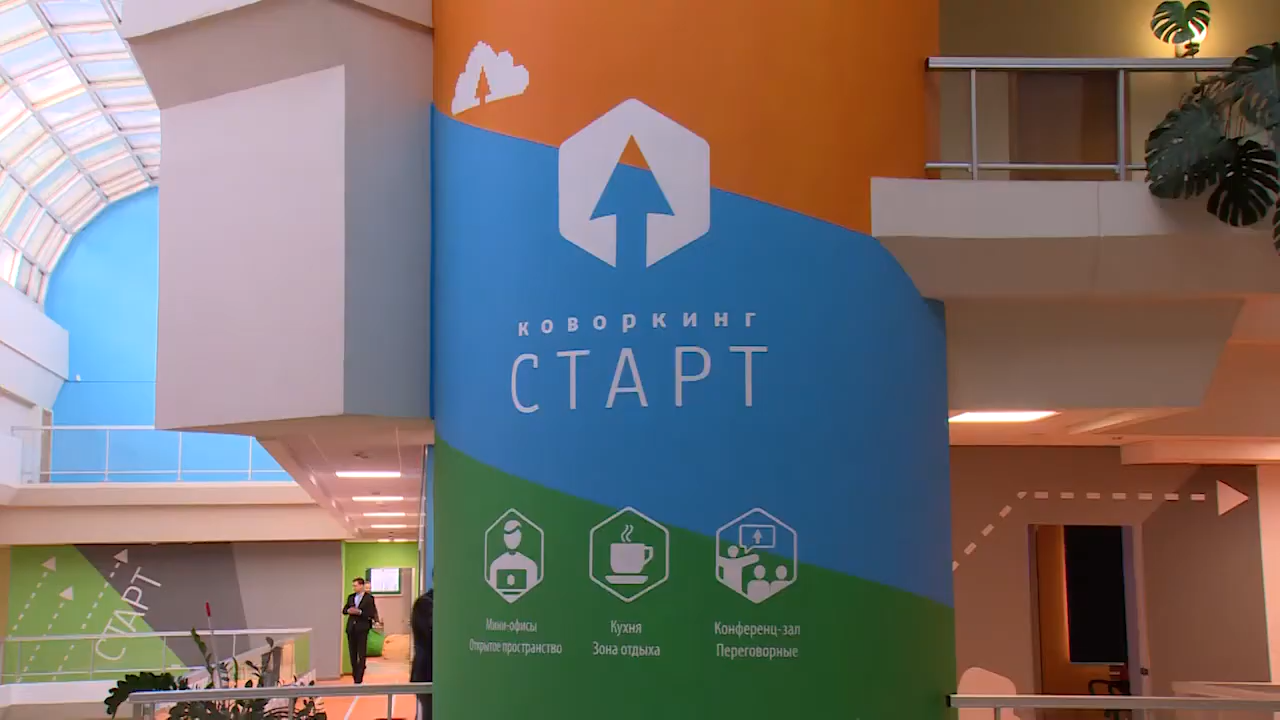 коворкинг
СТАРТ
Мини-офисы
Открытое пространство
Кухня
Зона отдыха
Конференц-зал
Переговорные
СТАРТ